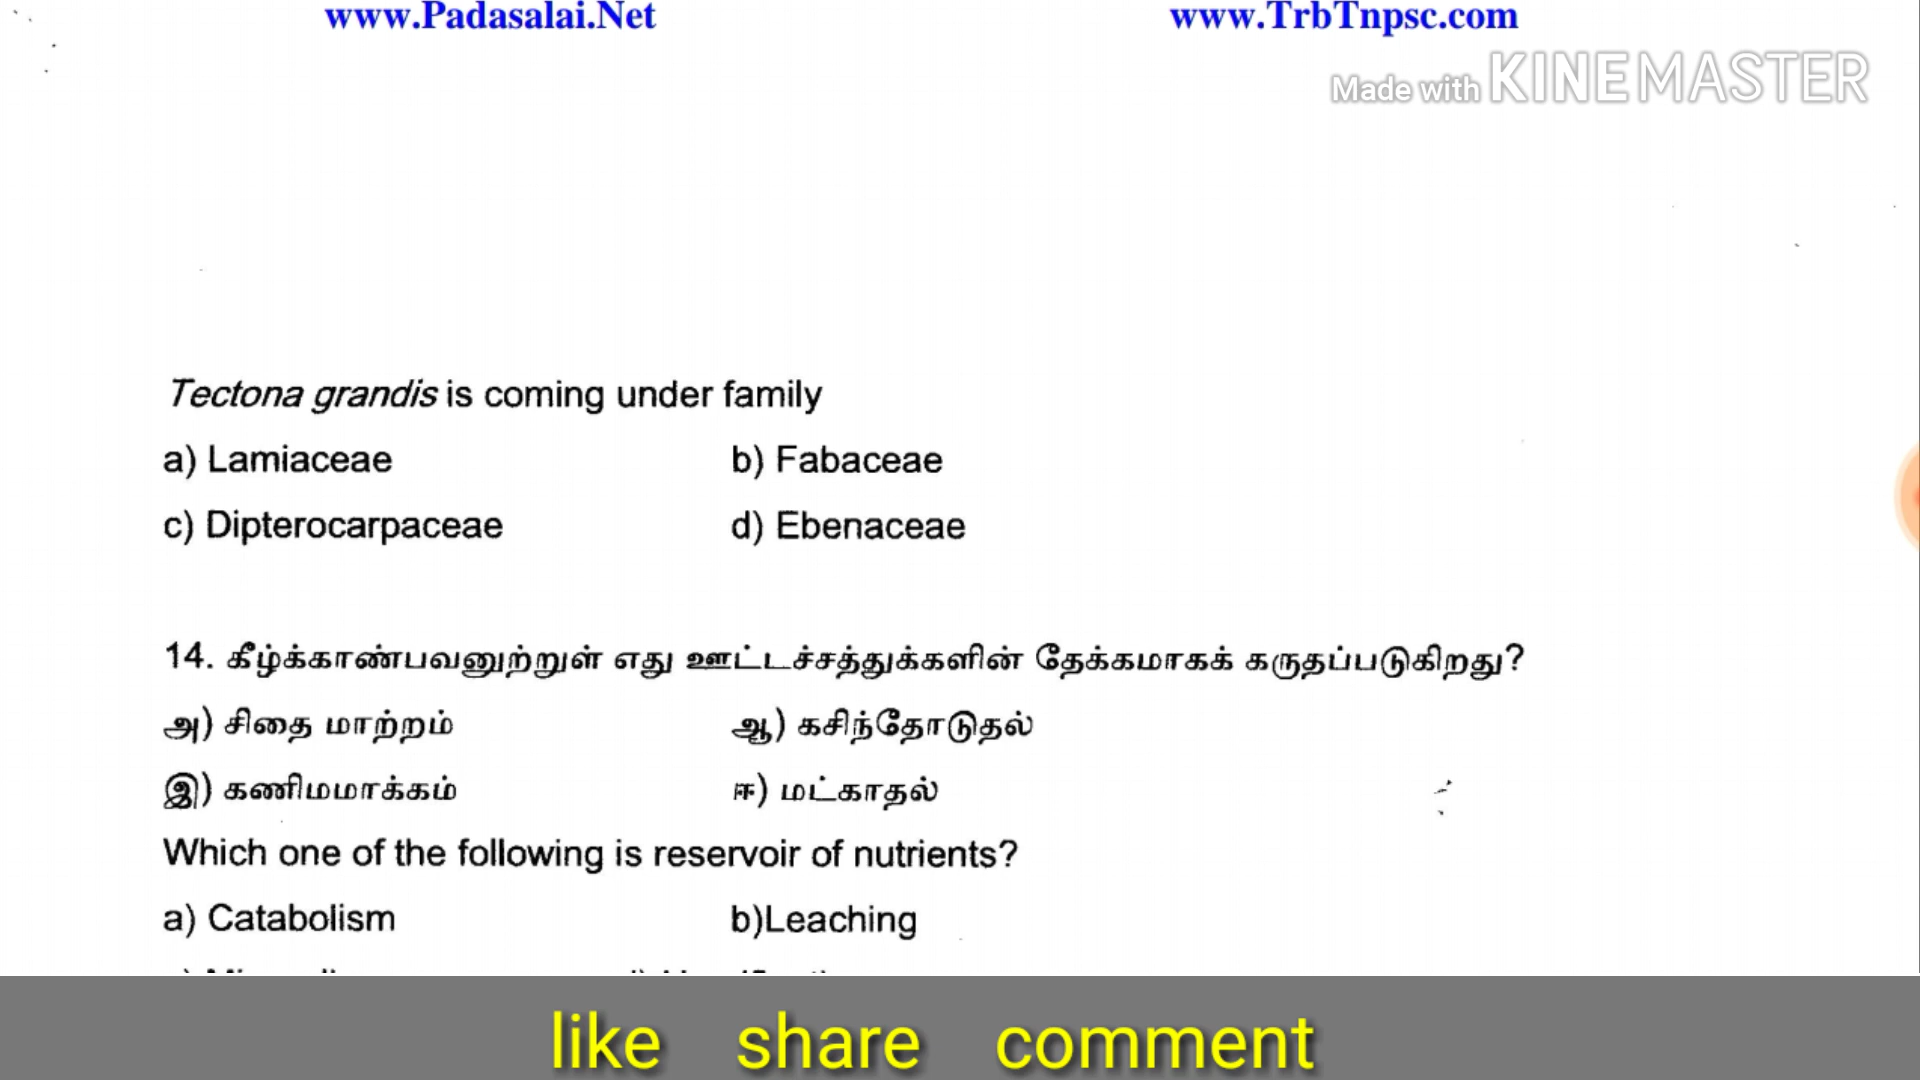 www.Padasalai.Net www.TrbTnpsc.com
Made with KINEMASTER
Tectona grandis is coming under family
a) Lamiaceae b) Fabaceae
c) Dipterocarpaceae d) Ebenaceae
14. கீழ்க்காண்பவனுற்றுள் எது ஊட்டச்சத்துக்களின் தேக்கமாகக் கருதப்படுகிறது?
அ) சிதை மாற்றம் ஆ) கசிந்தோடுதல்
இ) கணிமமாக்கம் ஈ) மட்காதல்
Which one of the following is reservoir of nutrients?
a) Catabolism b)Leaching
like share comment